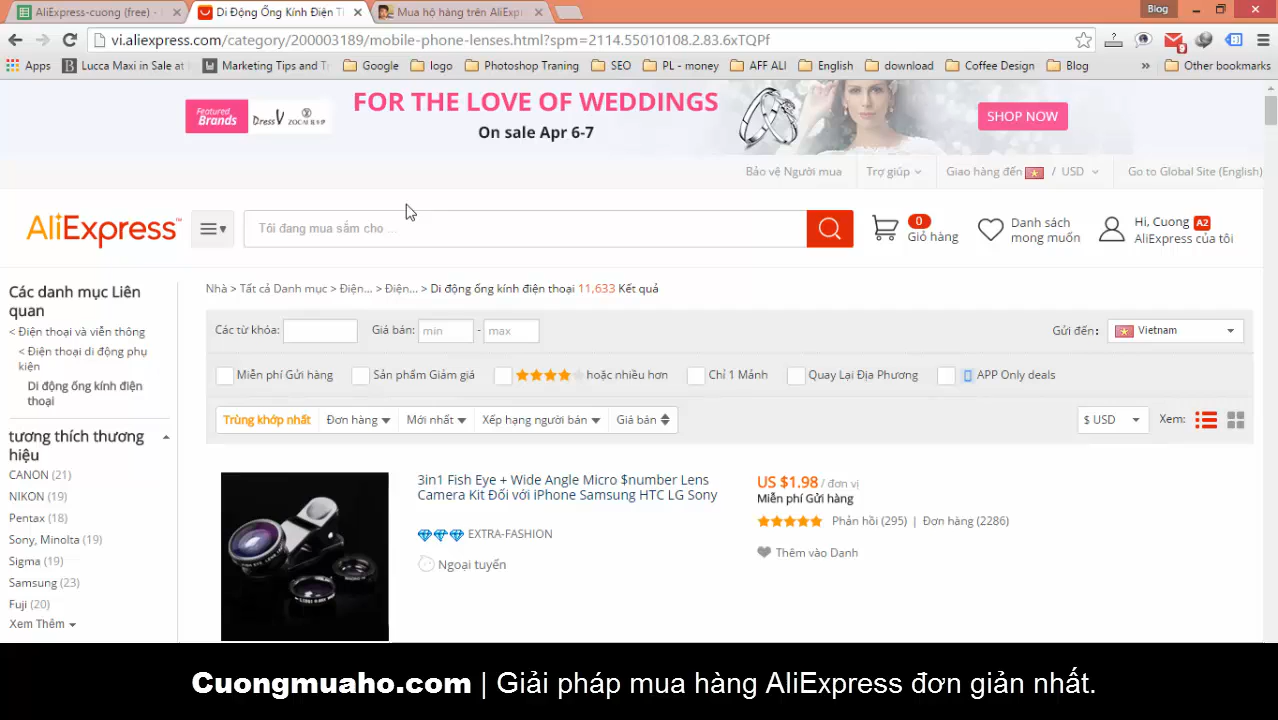 AliExpress-cuong (free) -
Di Động Ống Kính Điện Tl
Mua hộ hàng trên AliExp
Blog
vi.aliexpress.com/category/200003189/mobile-phone-lenses.html?spm=2114.55010108.2.83.6xTQPf
Apps
Lucca Maxi in Sale at
Marketing Tips and Tr
Google
logo
Photoshop Traning
SEO
PL - money
AFF ALI
English
download
Coffee Design
Blog
»
Other bookmarks
Featured Brands
DressV
FOR THE LOVE OF WEDDINGS
On sale Apr 6-7
SHOP NOW
Bảo vệ Người mua
Trợ giúp
Giao hàng đến / USD
Go to Global Site (English)
AliExpress™
Tôi đang mua sắm cho ...
0
Giỏ hàng
Danh sách
mong muốn
Hi, Cuong A2
AliExpress của tôi
Các danh mục Liên
quan
< Điện thoại và viễn thông
< Điện thoại di động phụ
kiện
Di động ống kính điện
thoại
tương thích thương
hiệu
CANON (21)
NIKON (19)
Pentax (18)
Sony, Minolta (19)
Sigma (19)
Samsung (23)
Fuji (20)
Xem Thêm
Nhà > Tất cả Danh mục > Điện... > Điện... > Di động ống kính điện thoại 11,633 Kết quả
Các từ khóa:
Giá bán: min - max
Gửi đến: Vietnam
Miễn phí Gửi hàng
Sản phẩm Giảm giá
hoặc nhiều hơn
Chỉ 1 Mảnh
Quay Lại Địa Phương
APP Only deals
Trùng khớp nhất
Đơn hàng
Mới nhất
Xếp hạng người bán
Giá bán
$ USD
Xem:
3in1 Fish Eye + Wide Angle Micro $number Lens
Camera Kit Đối với iPhone Samsung HTC LG Sony
EXTRA-FASHION
Ngoại tuyến
US $1.98 / đơn vị
Miễn phí Gửi hàng
Phản hồi (295) | Đơn hàng (2286)
Thêm vào Danh
Cuongmuaho.com | Giải pháp mua hàng AliExpress đơn giản nhất.